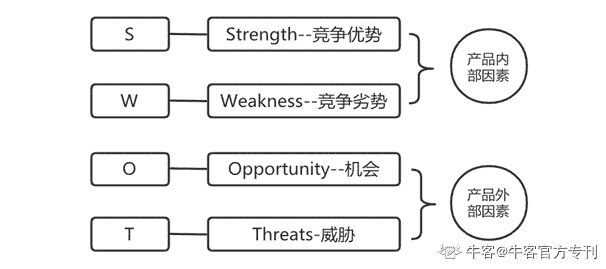 S
Strength--竞争优势
W
Weakness--竞争劣势
产品内
部因素
O
Opportunity--机会
T
Threats-威胁
产品外
部因素
牛客@牛客官方专刊